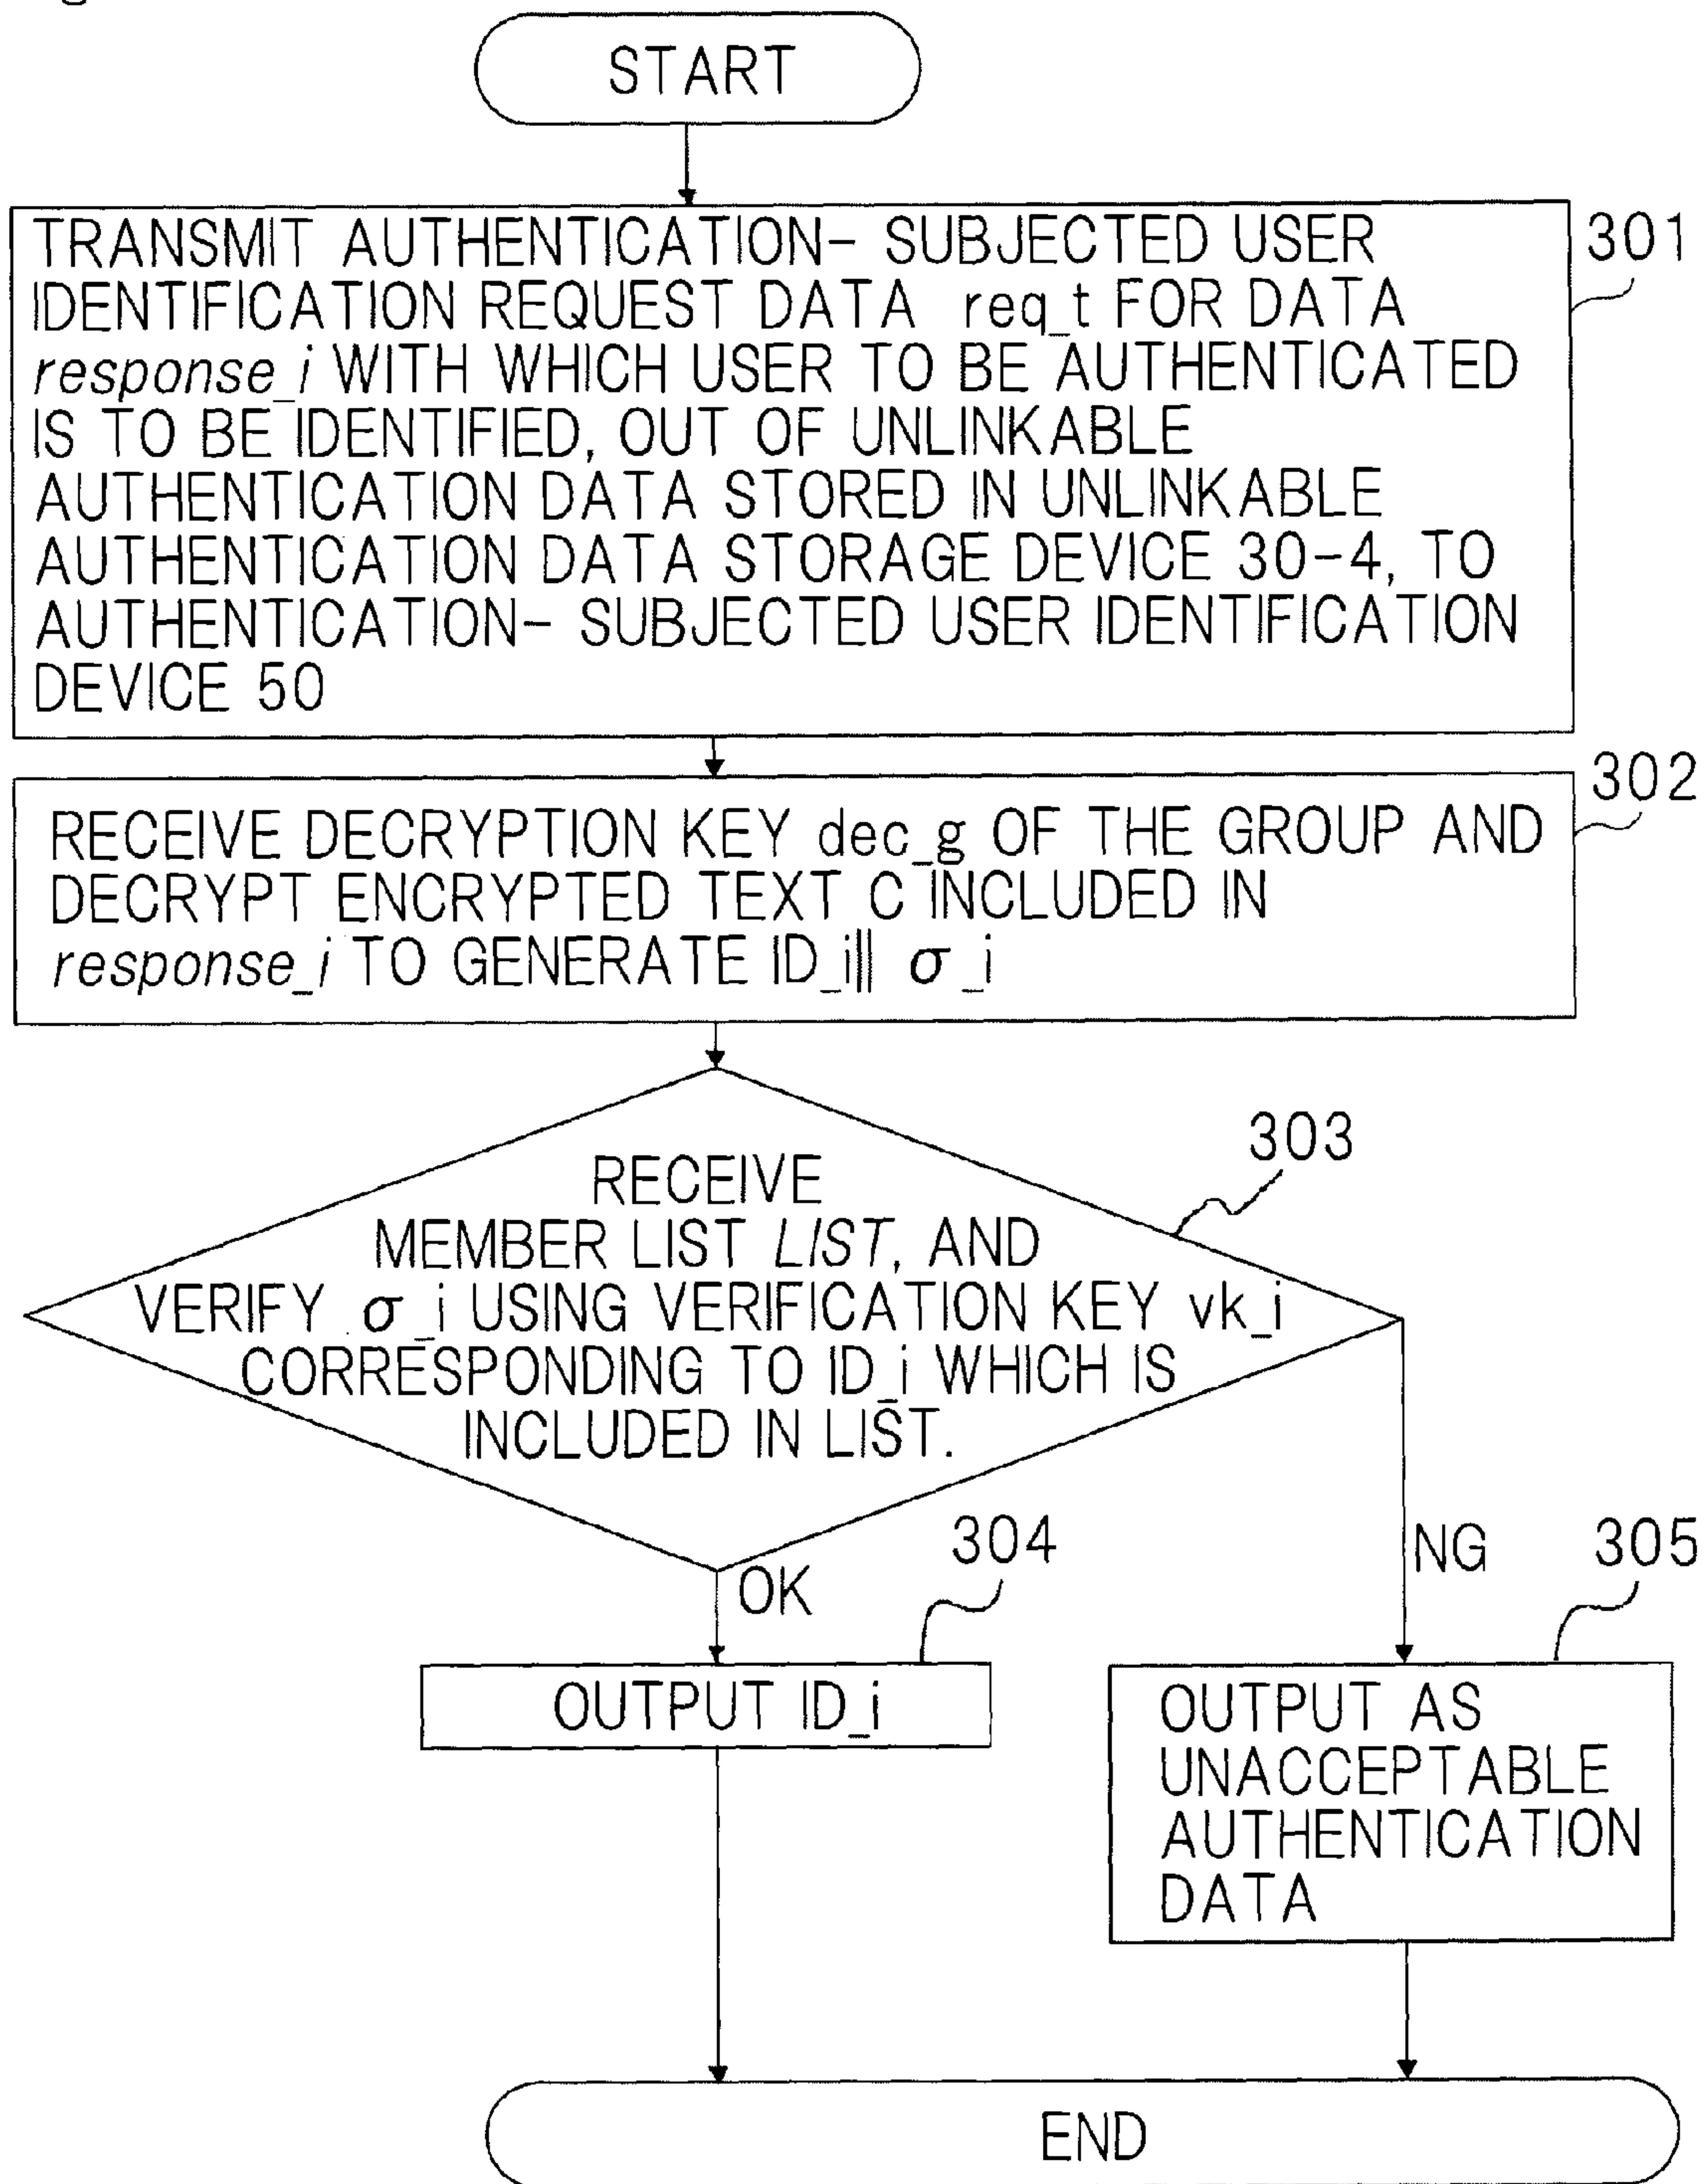 START
TRANSMIT AUTHENTICATION- SUBJECTED USER
IDENTIFICATION REQUEST DATA req_t FOR DATA
response_i WITH WHICH USER TO BE AUTHENTICATED
IS TO BE IDENTIFIED, OUT OF UNLINKABLE
AUTHENTICATION DATA STORED IN UNLINKABLE
AUTHENTICATION DATA STORAGE DEVICE 30-4, TO
AUTHENTICATION- SUBJECTED USER IDENTIFICATION
DEVICE 50
301
RECEIVE DECRYPTION KEY dec_g OF THE GROUP AND
DECRYPT ENCRYPTED TEXT C INCLUDED IN
response_i TO GENERATE ID_i|| σ_i
302
RECEIVE
MEMBER LIST LIST, AND
VERIFY σ_i USING VERIFICATION KEY vk_i
CORRESPONDING TO ID_i WHICH IS
INCLUDED IN LIST.
303
OK
NG
304
OUTPUT ID_i
305
OUTPUT AS
UNACCEPTABLE
AUTHENTICATION
DATA
END